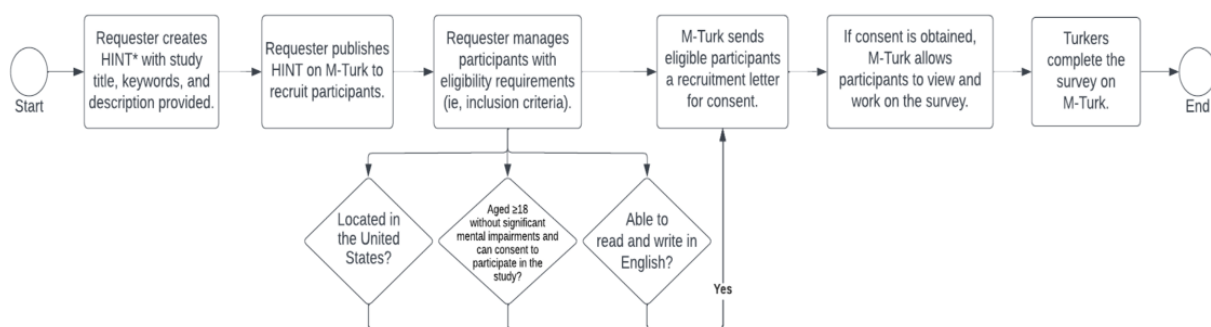 Start
Requester creates
HINT* with study
title, keywords, and
description provided.
Requester publishes
HINT on M-Turk to
recruit participants.
Requester manages
participants with
eligibility requirements
(ie, inclusion criteria).
M-Turk sends
eligible participants
a recruitment letter
for consent.
If consent is obtained,
M-Turk allows
participants to view and
work on the survey.
Turkers
complete the
survey on
M-Turk.
End
Located in
the United
States?
Aged ≥18
without significant
mental impairments and
can consent to
participate in the
study?
Able to
read and write in
English?
Yes